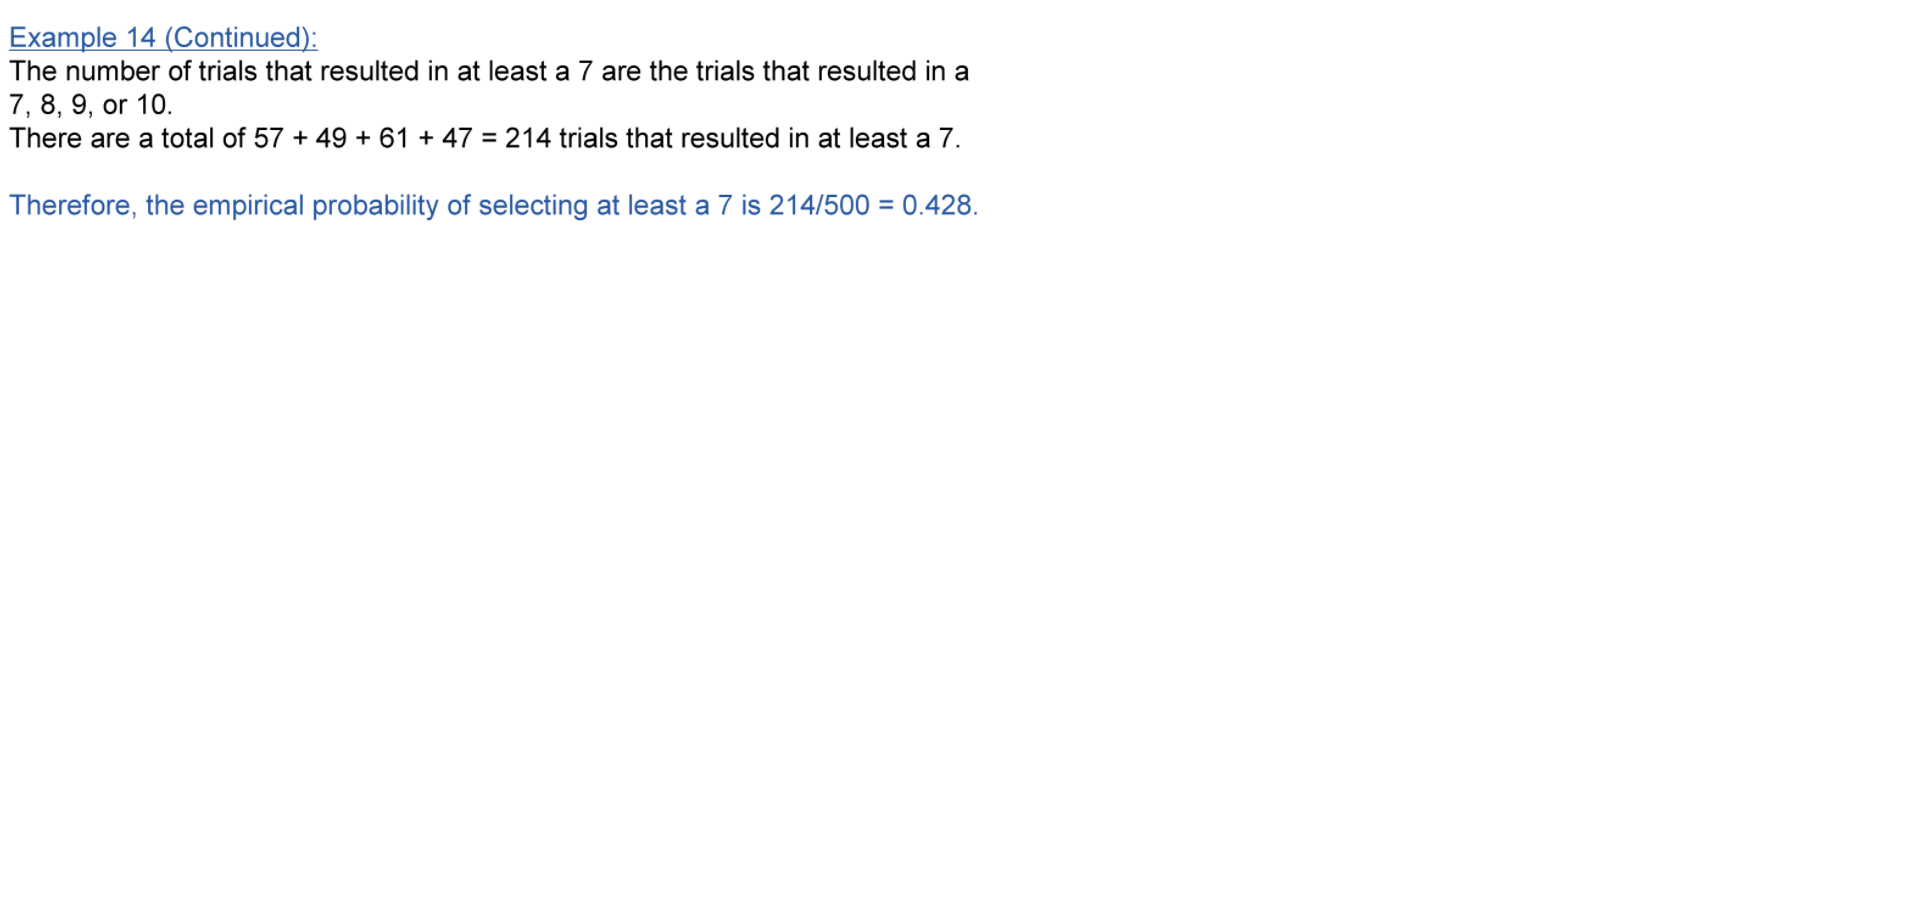 Example 14 (Continued):
The number of trials that resulted in at least a 7 are the trials that resulted in a
7, 8, 9, or 10.
There are a total of 57 + 49 + 61 + 47 = 214 trials that resulted in at least a 7.
Therefore, the empirical probability of selecting at least a 7 is 214/500 = 0.428.